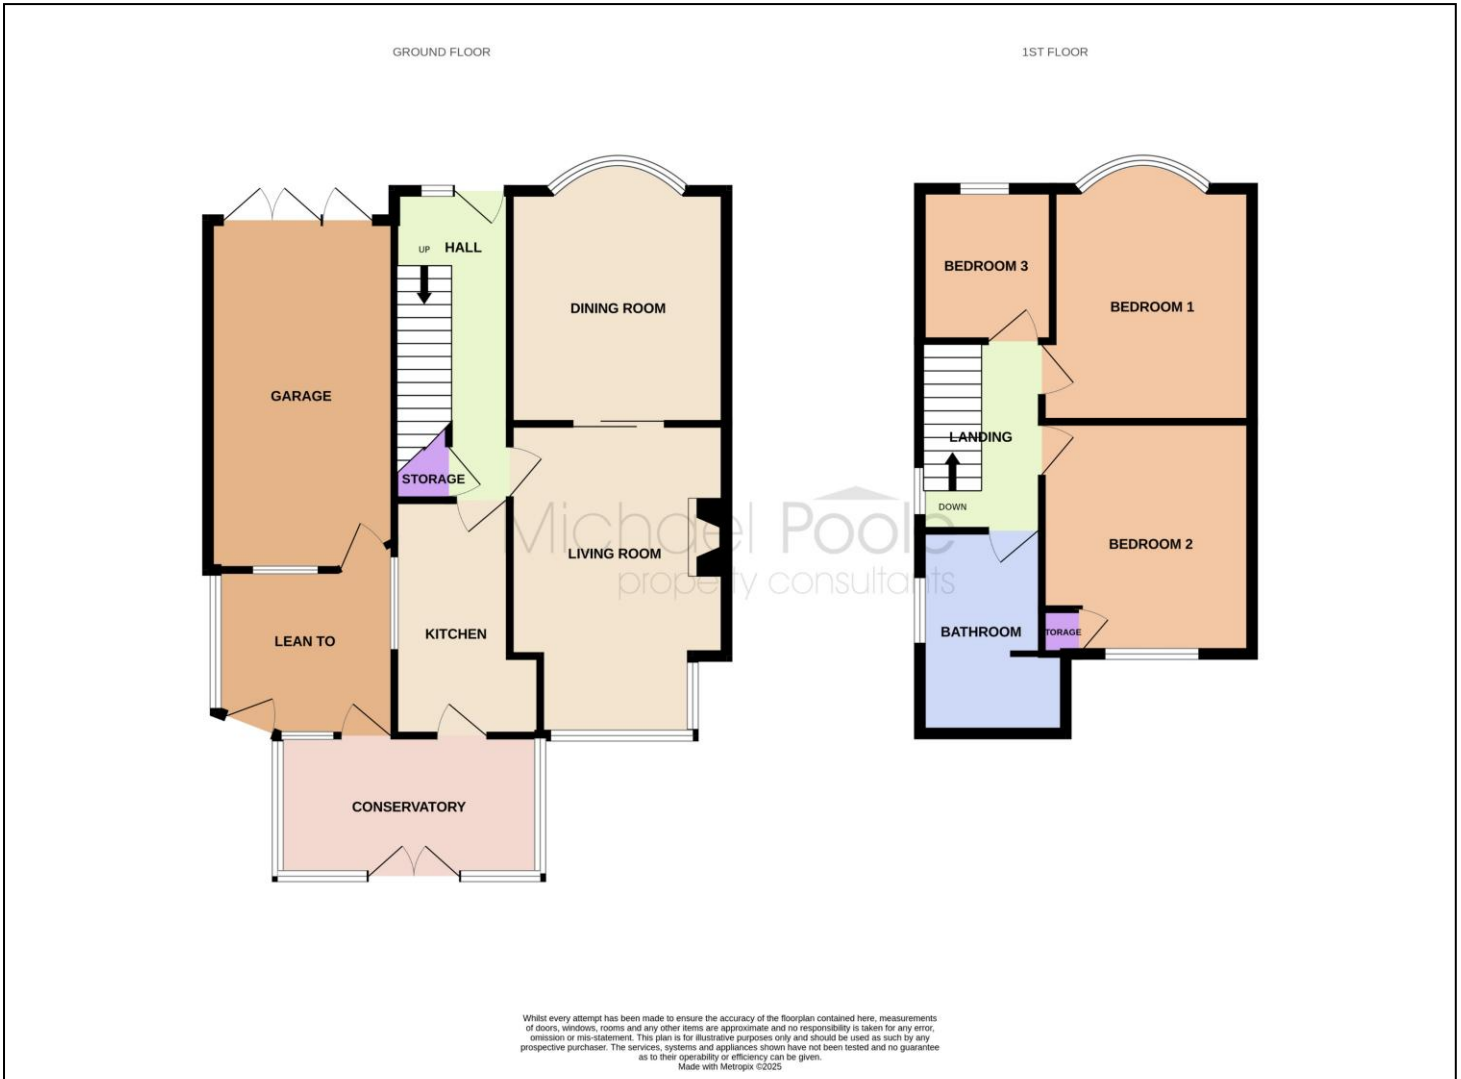 GROUND FLOOR
1ST FLOOR
HALL
UP
DINING ROOM
GARAGE
STORAGE
LIVING ROOM
KITCHEN
LEAN TO
CONSERVATORY
BEDROOM 3
BEDROOM 1
LANDING
DOWN
BEDROOM 2
BATHROOM
TORAGE
Michael Poole
property consultants
Whilst every attempt has been made to ensure the accuracy of the floorplan contained here, measurements
of doors, windows, rooms and any other items are approximate and no responsibility is taken for any error,
omission or mis-statement. This plan is for illustrative purposes only and should be used as such by any
prospective purchaser. The services, systems and appliances shown have not been tested and no guarantee
as to their operability or efficiency can be given.
Made with Metropix ©2025